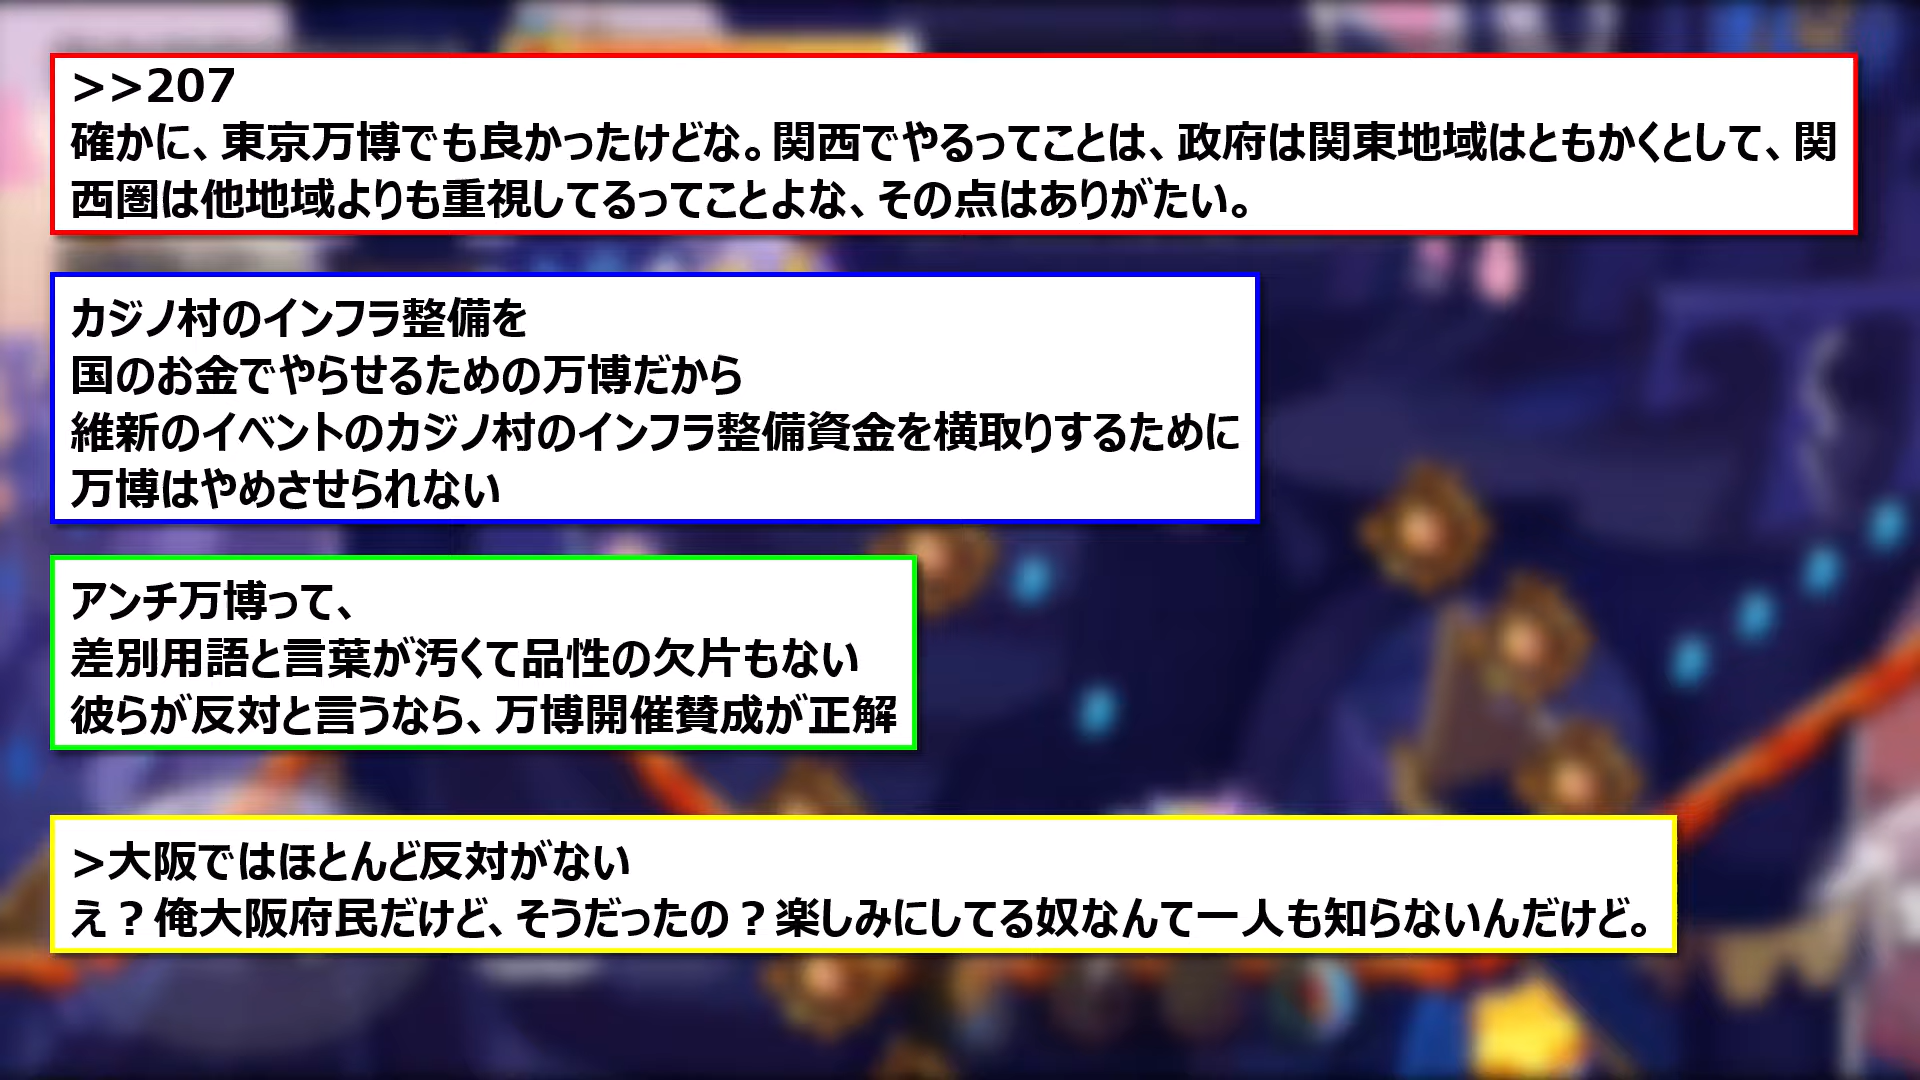 >>207
確かに、東京万博でも良かったけどな。関西でやるってことは、政府は関東地域はともかくとして、関
西圏は他地域よりも重視してるってことよな、その点はありがたい。
カジノ村のインフラ整備を
国のお金でやらせるための万博だから
維新のイベントのカジノ村のインフラ整備資金を横取りするために
万博はやめさせられない
アンチ万博って、
差別用語と言葉が汚くて品性の欠片もない
彼らが反対と言うなら、万博開催賛成が正解
>大阪ではほとんど反対がない
え？俺大阪府民だけど、そうだったの？楽しみにしてる奴なんて一人も知らないんだけど。